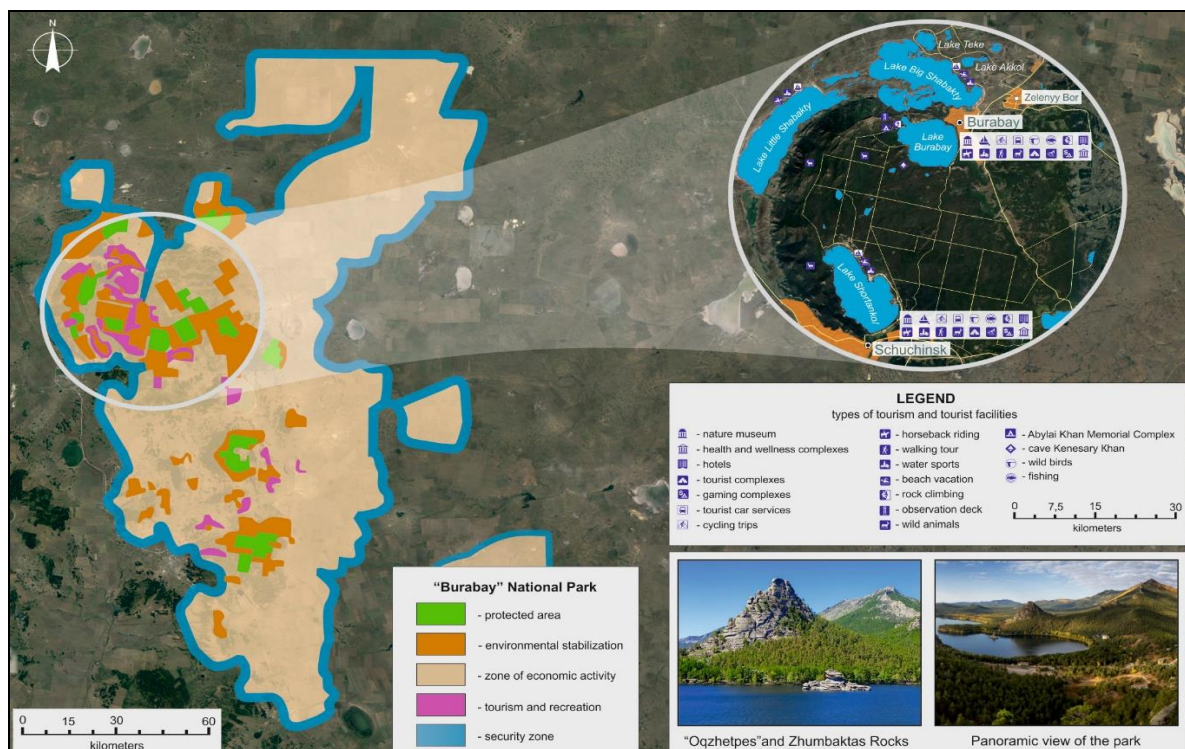 N
Lake Teke
Lake Akkol
Lake Big Shabakty
Zelenyy Bor
Burabay
Lake Little Shabakty
Lake
Burabay
Lake Shortankol
Schuchinsk
LEGEND
types of tourism and tourist facilities
- nature museum
- health and wellness complexes
- hotels
- tourist complexes
- gaming complexes
- tourist car services
- cycling trips
- horseback riding
- walking tour
- water sports
- beach vacation
- rock climbing
- observation deck
- wild animals
- Abylai Khan Memorial Complex
- cave Kenesary Khan
- wild birds
- fishing
0 7,5 15 30
kilometers
"Burabay" National Park
- protected area
- environmental stabilization
- zone of economic activity
- tourism and recreation
- security zone
0 15 30 60
kilometers
"Oqzhetpes"and Zhumbaktas Rocks
Panoramic view of the park